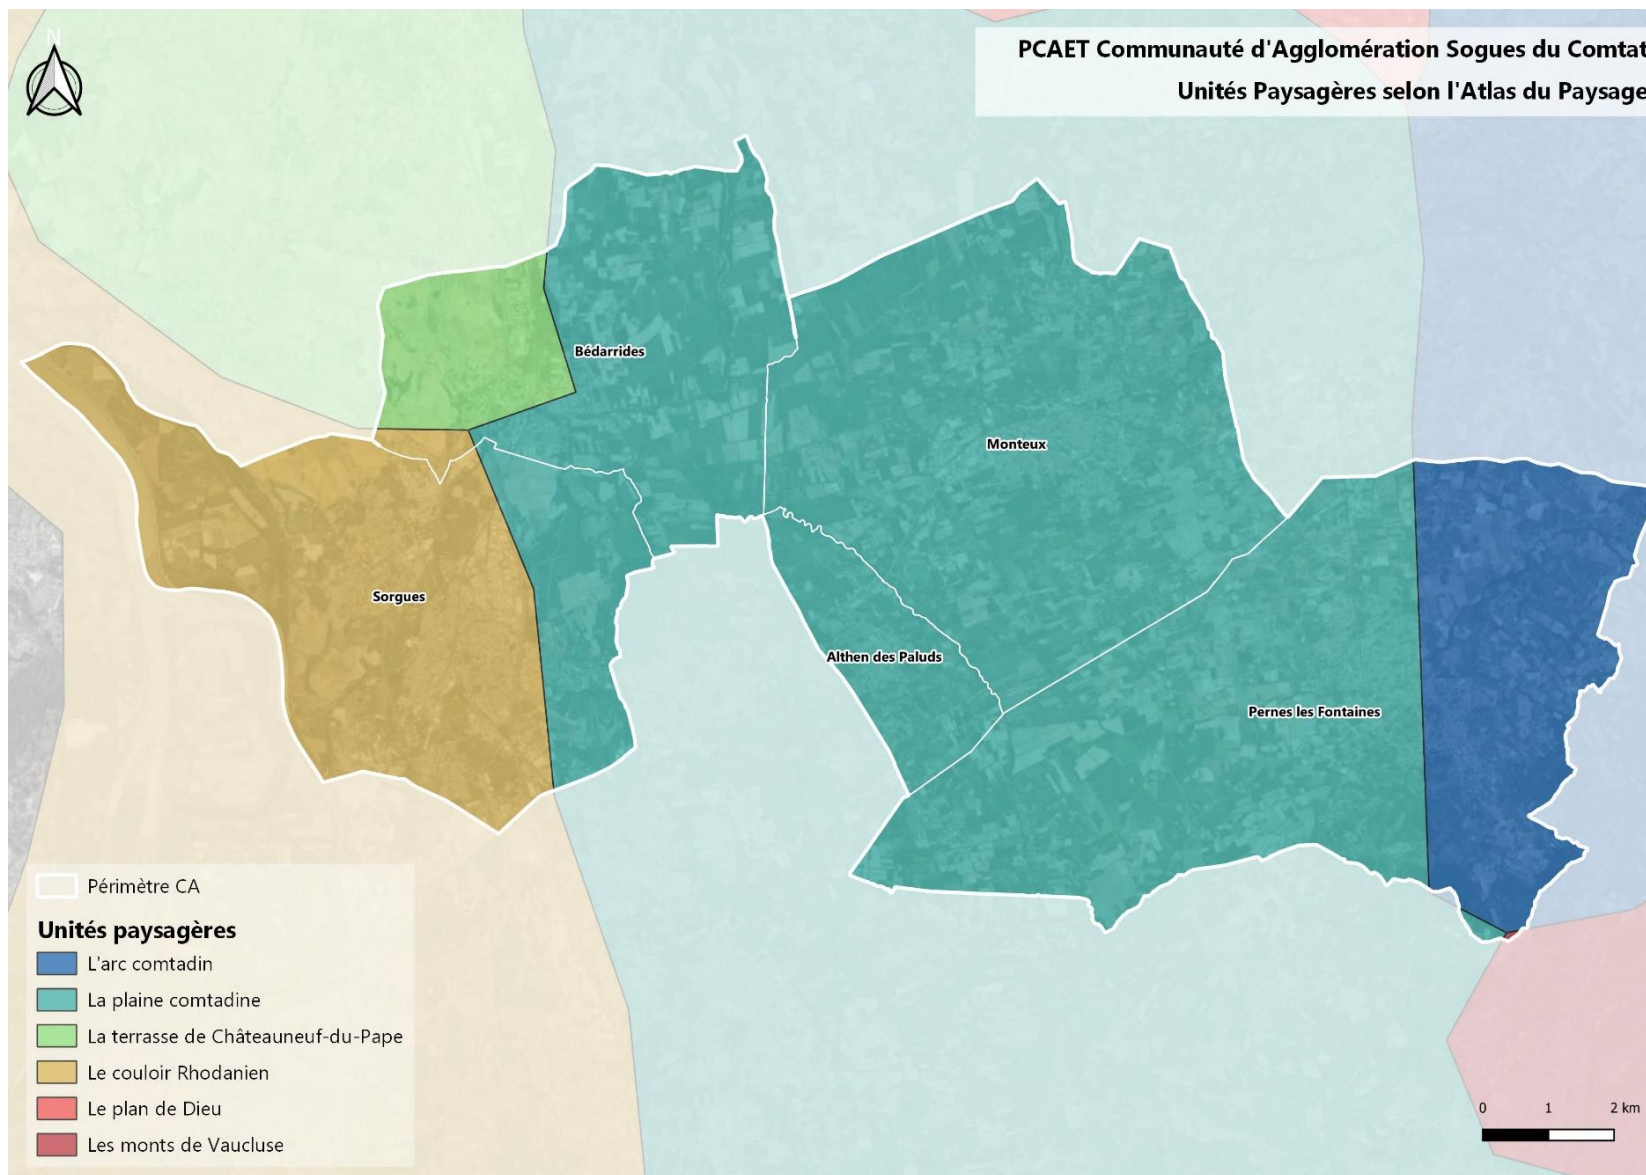 N
PCAET Communauté d'Agglomération Sogues du Comtat
Unités Paysagères selon l'Atlas du Paysage
Bédarrides
Monteux
Sorgues
Althen des Paluds
Pernes les Fontaines
Périmètre CA
Unités paysagères
L'arc comtadin
La plaine comtadine
La terrasse de Châteauneuf-du-Pape
Le couloir Rhodanien
Le plan de Dieu
Les monts de Vaucluse
0 1 2 km